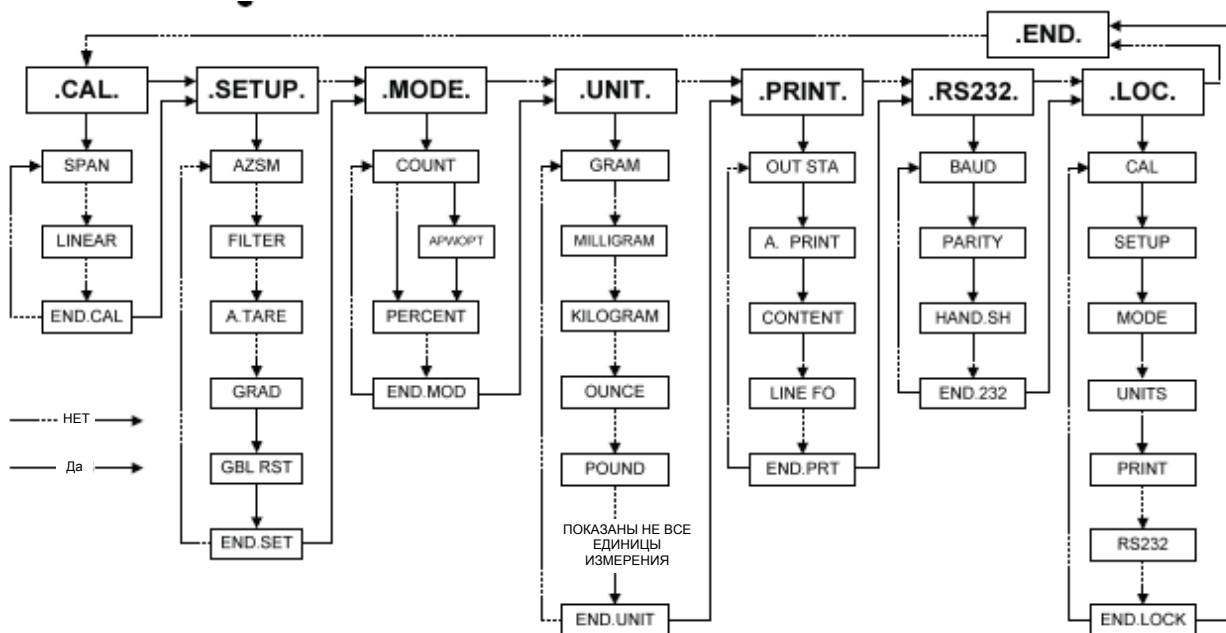 .END.
.CAL.
.SETUP.
.MODE.
.UNIT.
.PRINT.
.RS232.
.LOC.
SPAN
LINEAR
END.CAL
AZSM
FILTER
A.TARE
GRAD
GBL RST
END.SET
COUNT
APWOPT
PERCENT
END.MOD
GRAM
MILLIGRAM
KILOGRAM
OUNCE
POUND
ПОКАЗАНЫ НЕ ВСЕ
ЕДИНИЦЫ
ИЗМЕРЕНИЯ
END.UNIT
OUT STA
A. PRINT
CONTENT
LINE FO
END.PRT
BAUD
PARITY
HAND.SH
END.232
CAL
SETUP
MODE
UNITS
PRINT
RS232
END.LOCK
НЕТ
Да